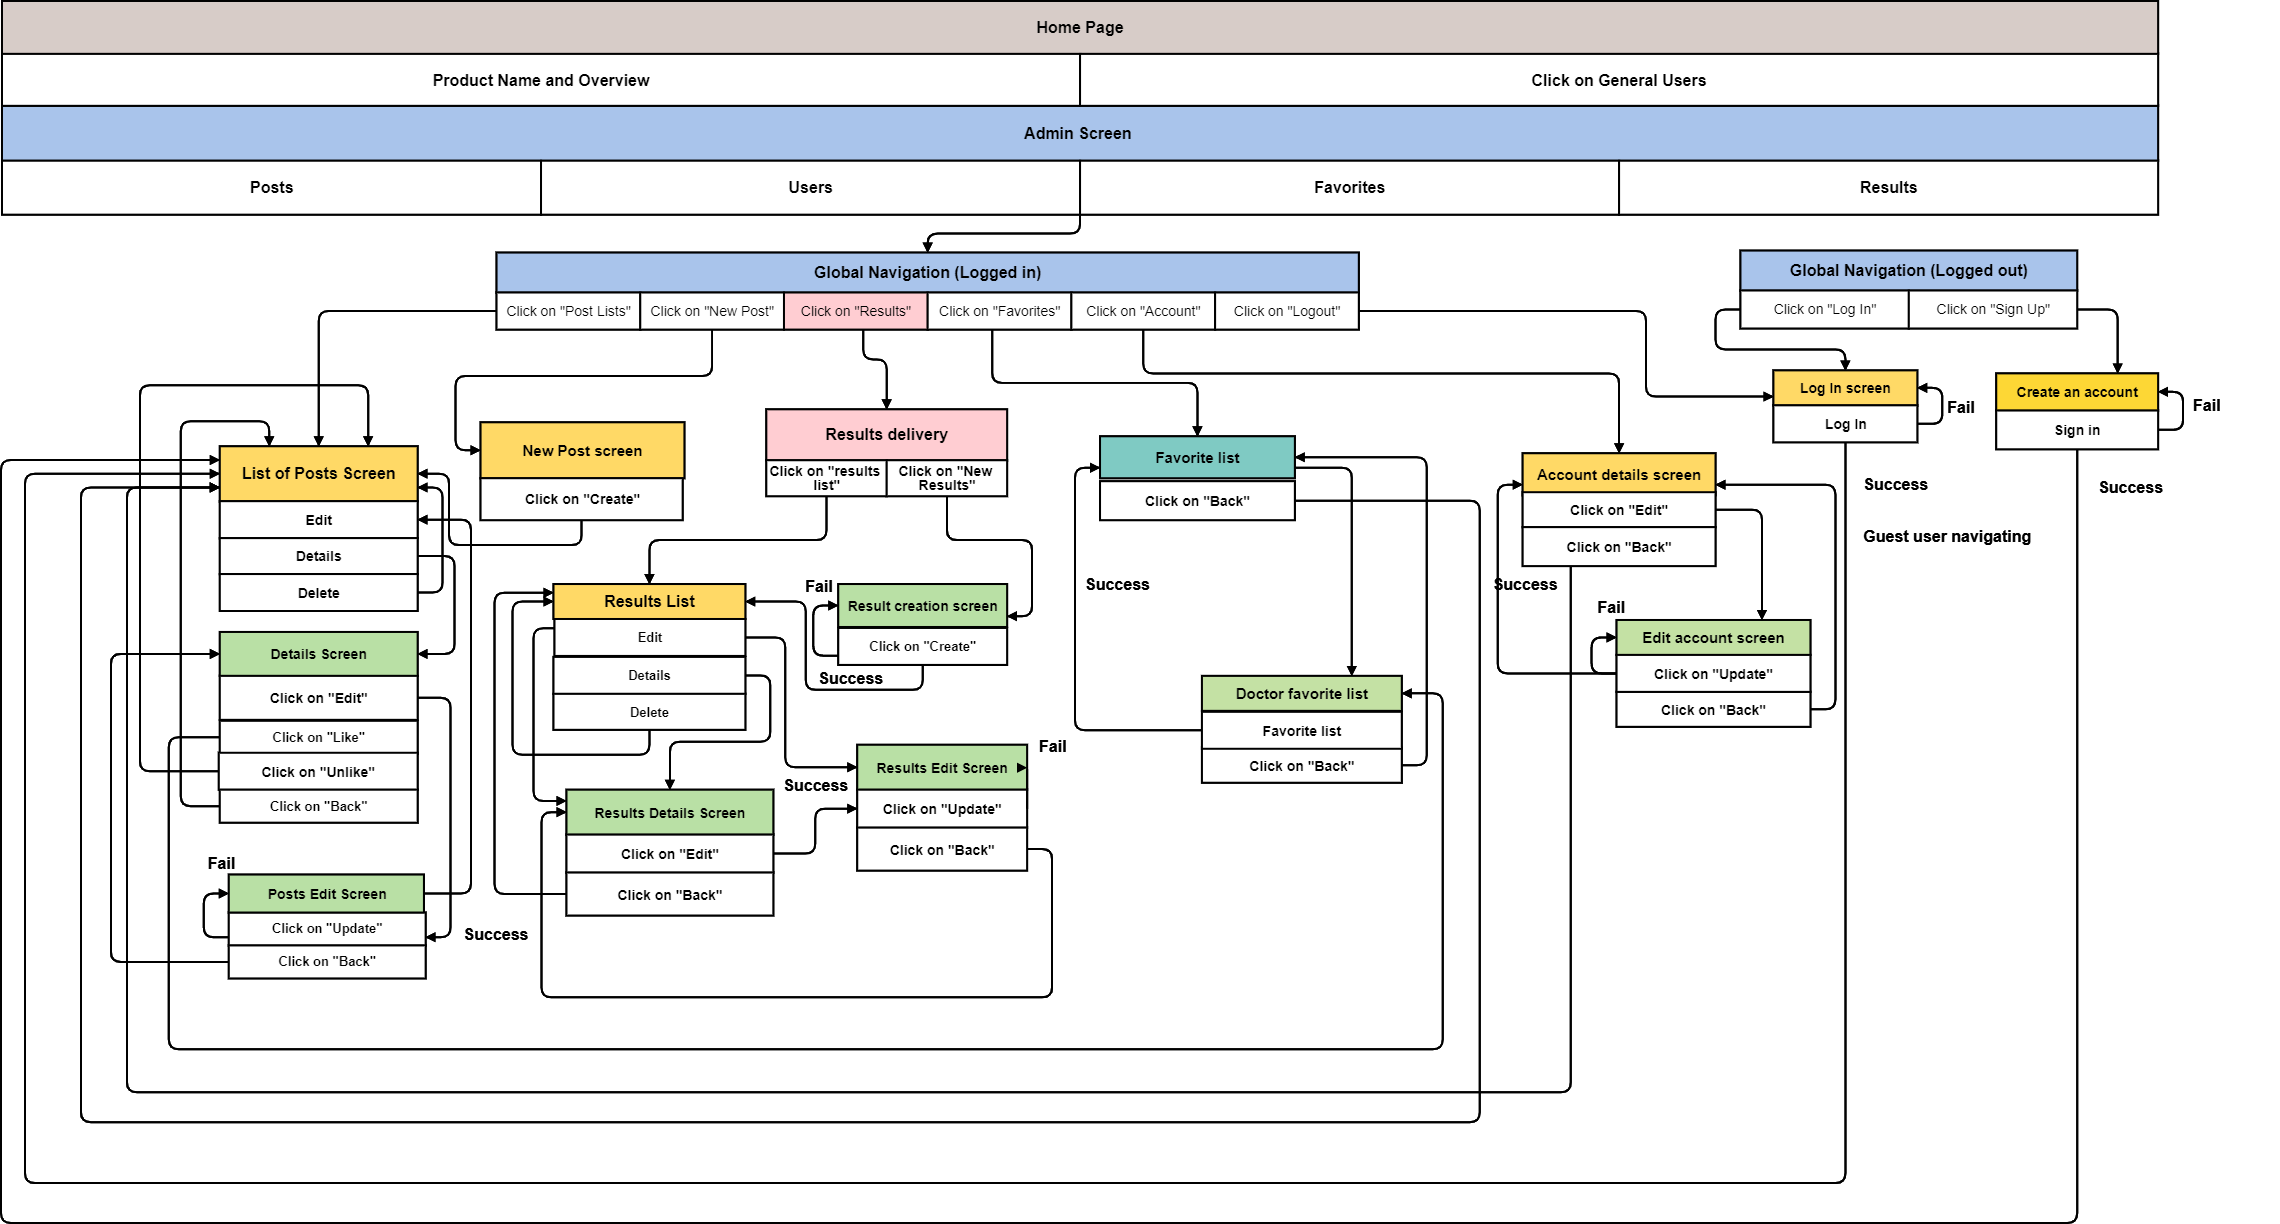 Home Page
Product Name and Overview
Click on General Users
Admin Screen
Posts
Users
Favorites
Results
Global Navigation (Logged in)
Click on "Post Lists"
Click on "New Post"
Click on "Results"
Click on "Favorites"
Click on "Account"
Click on "Logout"
Global Navigation (Logged out)
Click on "Log In"
Click on "Sign Up"
Log In screen
Log In
Fail
Create an account
Sign in
Fail
Success
Success
Guest user navigating
List of Posts Screen
Edit
Details
Delete
New Post screen
Click on "Create"
Results delivery
Click on "results
list"
Click on "New
Results"
Favorite list
Click on "Back"
Account details screen
Click on "Edit"
Click on "Back"
Success
Success
Fail
Edit account screen
Click on "Update"
Click on "Back"
Results List
Edit
Details
Delete
Fail
Result creation screen
Click on "Create"
Success
Details Screen
Click on "Edit"
Click on "Like"
Click on "Unlike"
Click on "Back"
Doctor favorite list
Favorite list
Click on "Back"
Results Edit Screen
Click on "Update"
Click on "Back"
Fail
Success
Results Details Screen
Click on "Edit"
Click on "Back"
Fail
Posts Edit Screen
Click on "Update"
Click on "Back"
Success